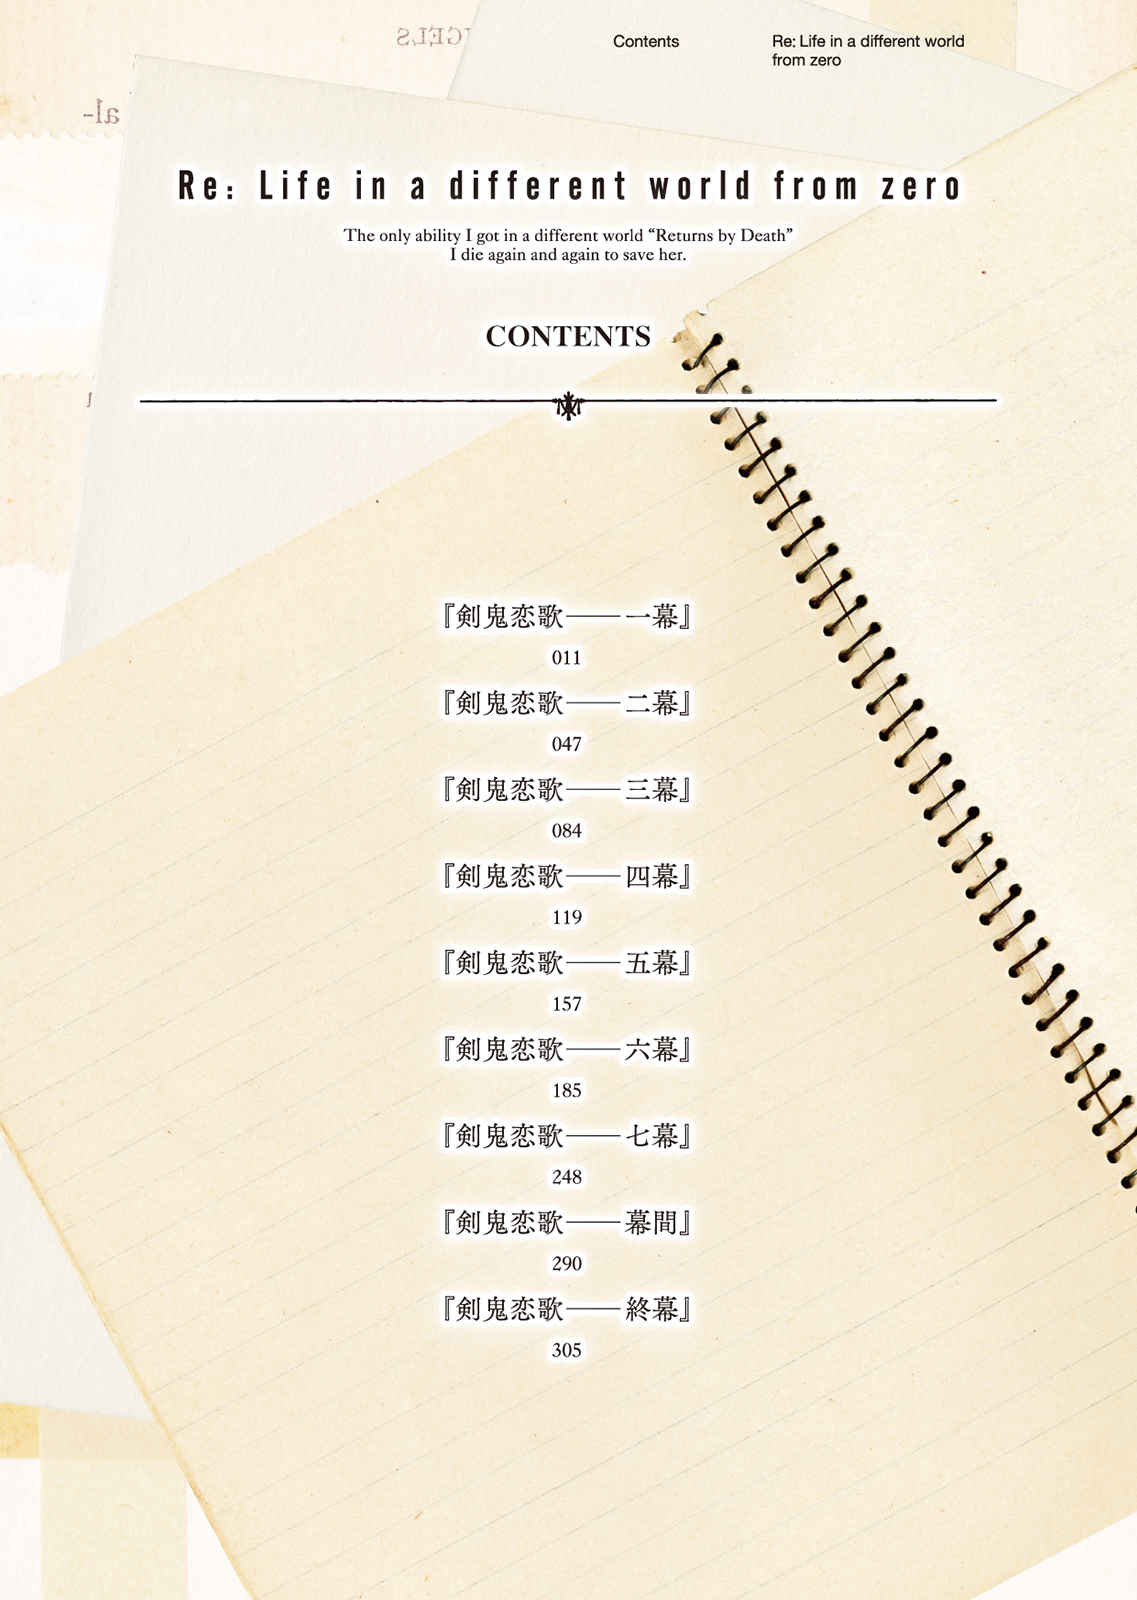 Contents
Re: Life in a different world
from zero
Re: Life in a different world from zero
The only ability I got in a different world “Returns by Death”
I die again and again to save her.
CONTENTS
『剣鬼恋歌――一幕』
011
『剣鬼恋歌――二幕』
047
『剣鬼恋歌――三幕』
084
『剣鬼恋歌――四幕』
119
『剣鬼恋歌――五幕』
157
『剣鬼恋歌――六幕』
185
『剣鬼恋歌――七幕』
248
『剣鬼恋歌――幕間』
290
『剣鬼恋歌――終幕』
305